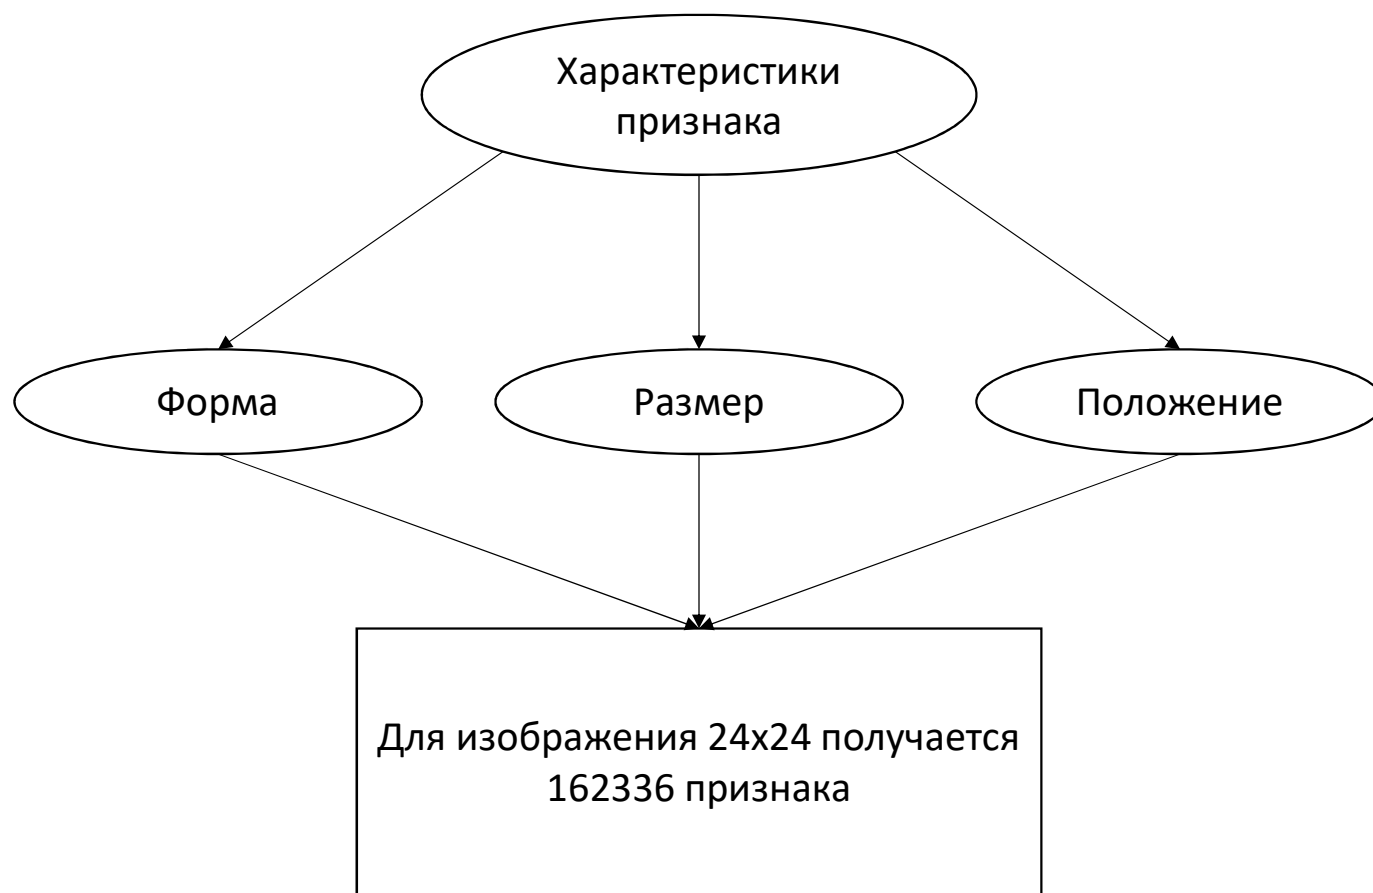 Характеристики
признака
Форма
Размер
Положение
Для изображения 24x24 получается
162336 признака